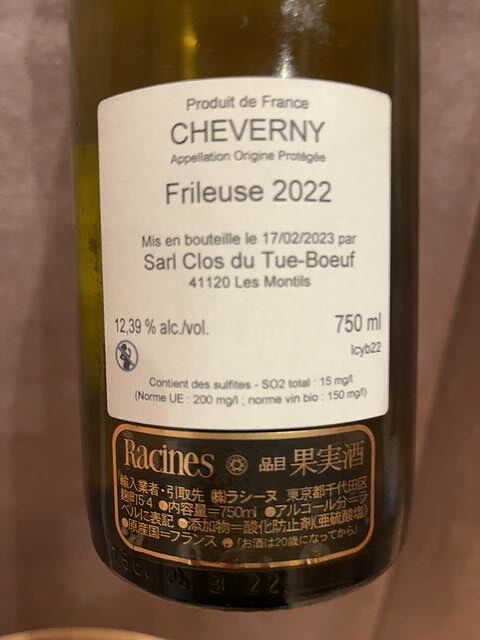 Produit de France
CHEVERNY
Appellation Origine Protégée
Frileuse 2022
Mis en bouteille le 17/02/2023 par
Sarl Clos du Tue-Boeuf
41120 Les Montils
12,39 % alc./vol.
750 ml
lcyb22
Contient des sulfites - SO2 total : 15 mg/l
(Norme UE : 200 mg/l ; norme vin bio : 150 mg/l)
Racines 品目 果実酒
輸入業者・引取先 ㈱ラシーヌ 東京都千代田区
麹町5-4 ●内容量=750ml ●アルコール分=ラ
ベルに表記 ●添加物=酸化防止剤(亜硫酸塩)
●原産国=フランス ●「お酒は20歳になってから」